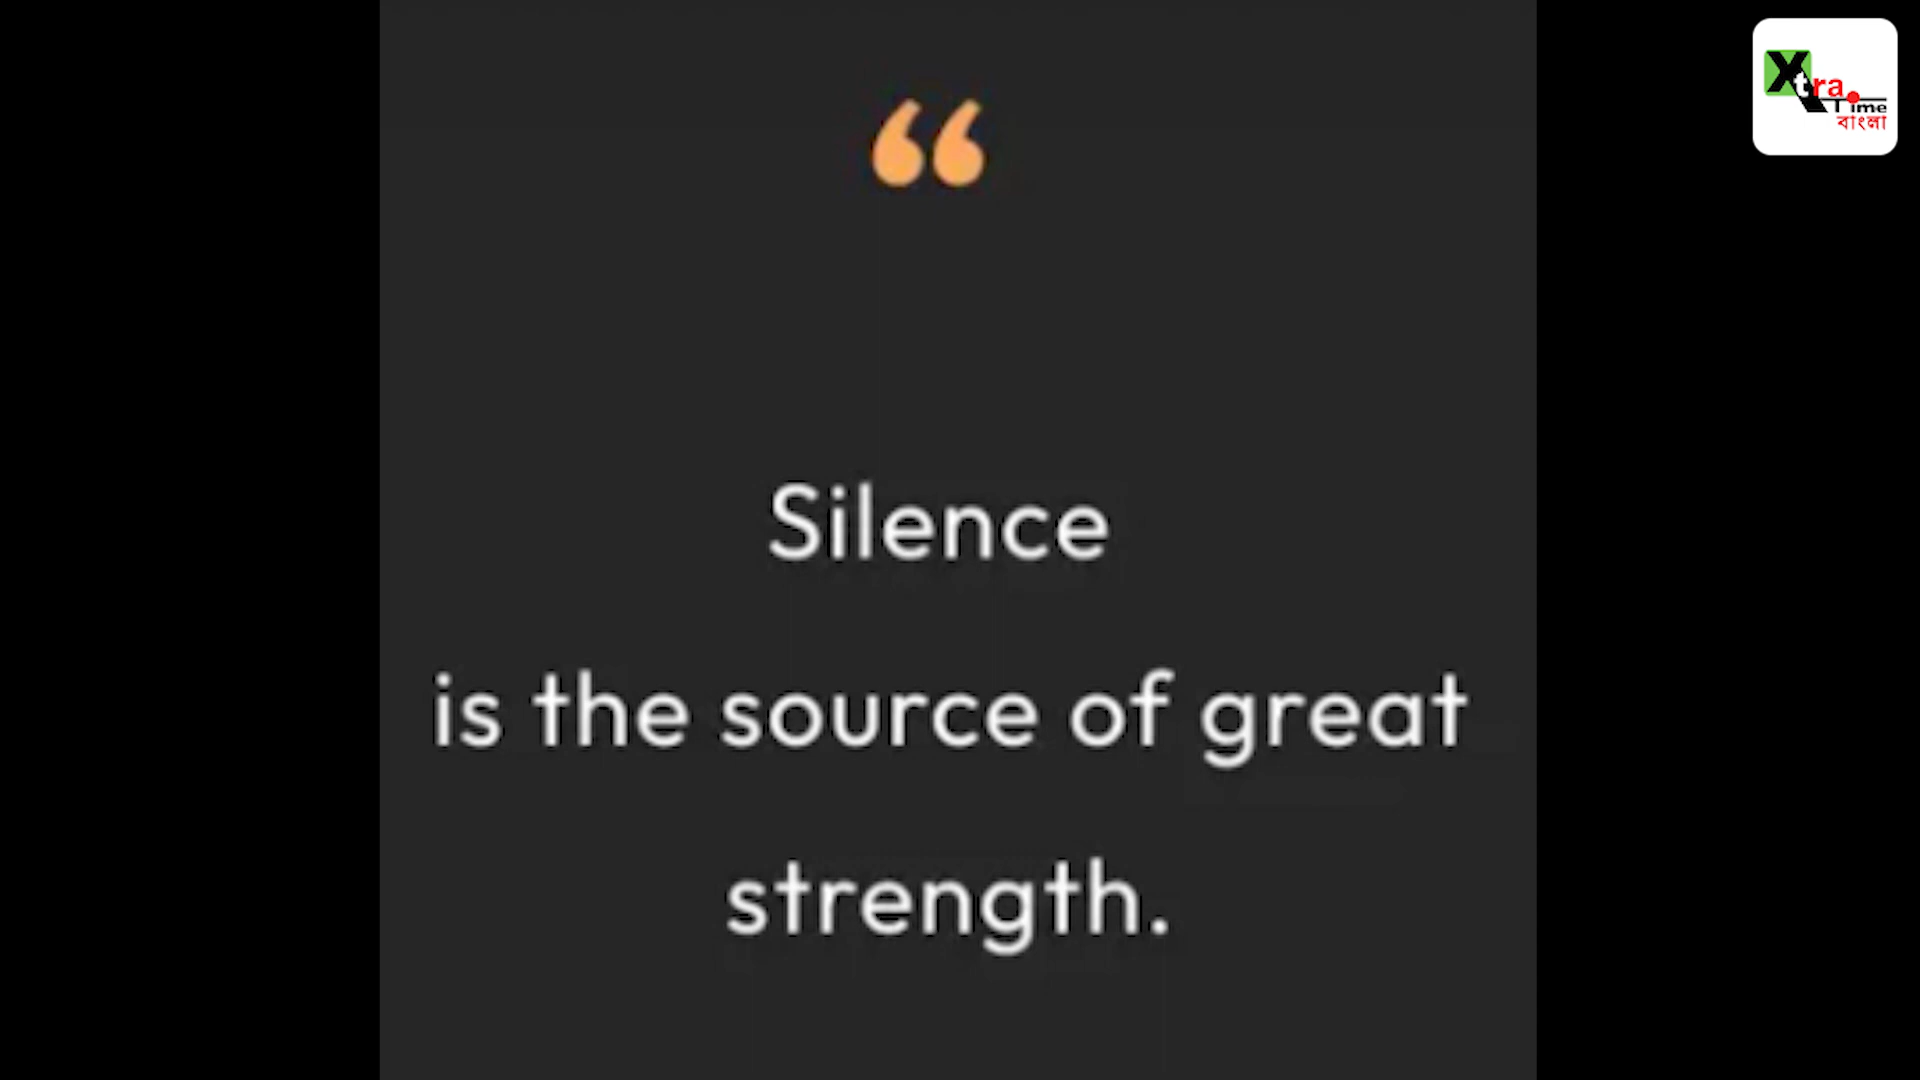 Xtra
Time
বাংলা
“
Silence
is the source of great
strength.